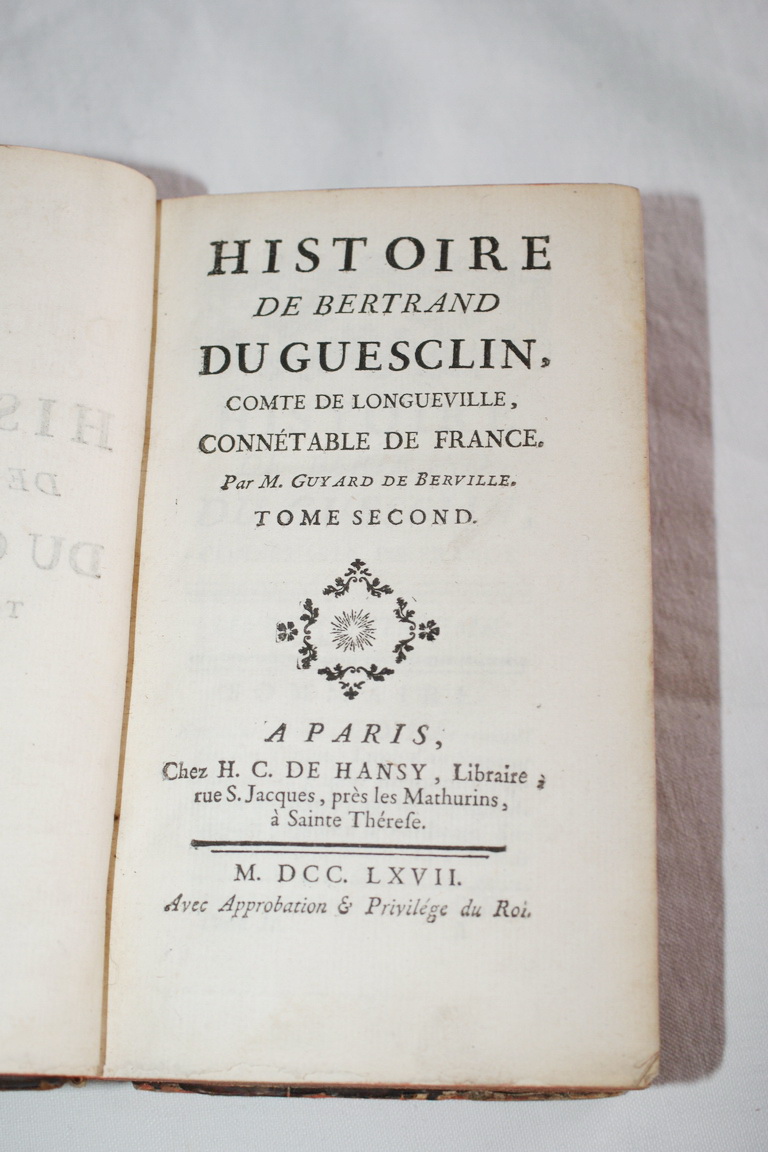 HISTOIRE
DE BERTRAND
DU GUESCLIN,
COMTE DE LONGUEVILLE,
CONNÉTABLE DE FRANCE.
Par M. GUYARD DE BERVILLE.
TOME SECOND.
A PARIS,
Chez H. C. DE HANSY, Libraire,
rue S. Jacques, près les Mathurins,
à Sainte Thérese.
M. DCC. LXVII.
Avec Approbation & Privilége du Roi.